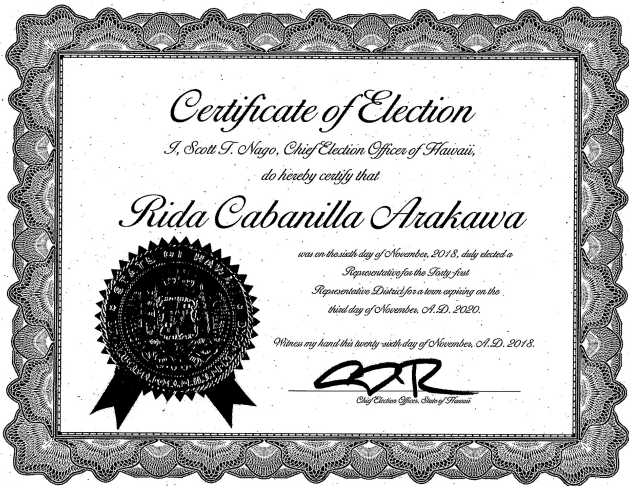 Certificate of Election
I, Scott T. Nago, Chief Election Officer of Hawaii,
do hereby certify that
Rida Cabanilla Arakawa
was on the sixth day of November, 2018, duly elected a
Representative for the Forty-first
Representative District for a term expiring on the
third day of November, A.D. 2020.
Witness my hand this twenty-sixth day of November, A.D. 2018.
Chief Election Officer, State of Hawaii